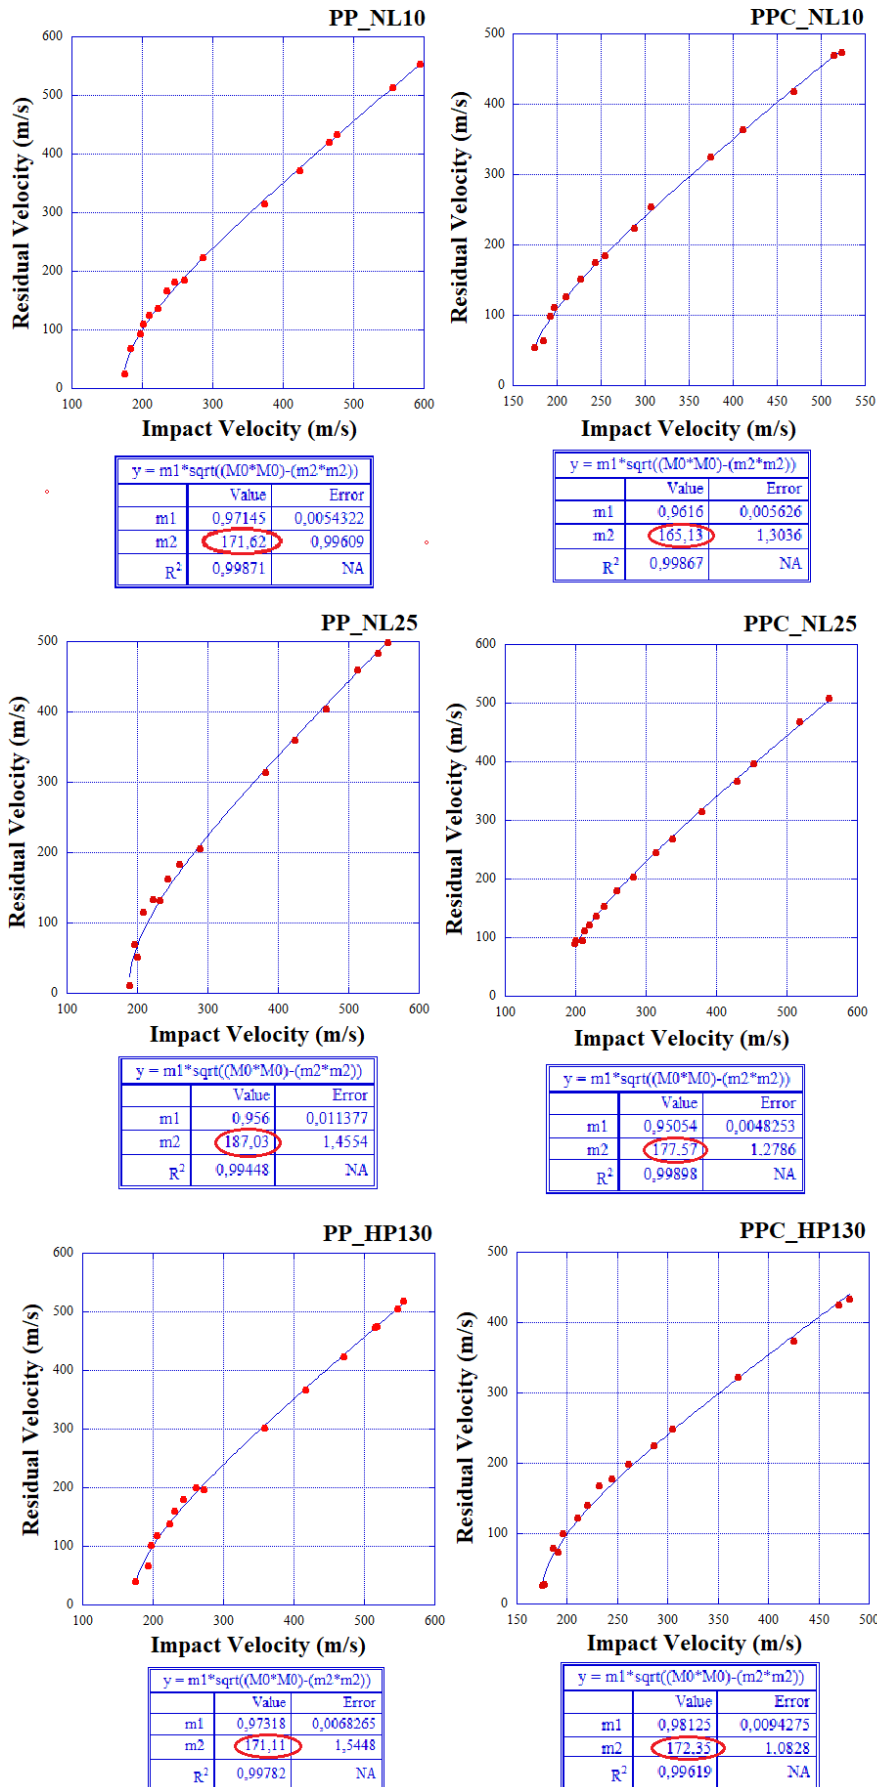 PP_NL10
Residual Velocity (m/s)
600
500
400
300
200
100
0
100 200 300 400 500 600
Impact Velocity (m/s)
y = m1*sqrt((M0*M0)-(m2*m2))
Value Error
m1 0,97145 0,0054322
m2 171,62 0,99609
R² 0,99871 NA
PPC_NL10
Residual Velocity (m/s)
500
400
300
200
100
0
150 200 250 300 350 400 450 500 550
Impact Velocity (m/s)
y = m1*sqrt((M0*M0)-(m2*m2))
Value Error
m1 0,9616 0,005626
m2 165,13 1,3036
R² 0,99867 NA
PP_NL25
Residual Velocity (m/s)
500
400
300
200
100
0
100 200 300 400 500 600
Impact Velocity (m/s)
y = m1*sqrt((M0*M0)-(m2*m2))
Value Error
m1 0,956 0,011377
m2 187,03 1,4554
R² 0,99448 NA
PPC_NL25
Residual Velocity (m/s)
600
500
400
300
200
100
0
100 200 300 400 500 600
Impact Velocity (m/s)
y = m1*sqrt((M0*M0)-(m2*m2))
Value Error
m1 0,95054 0,0048253
m2 177,57 1,2786
R² 0,99898 NA
PP_HP130
Residual Velocity (m/s)
600
500
400
300
200
100
0
100 200 300 400 500 600
Impact Velocity (m/s)
y = m1*sqrt((M0*M0)-(m2*m2))
Value Error
m1 0,97318 0,0068265
m2 171,11 1,5448
R² 0,99782 NA
PPC_HP130
Residual Velocity (m/s)
500
400
300
200
100
0
150 200 250 300 350 400 450 500
Impact Velocity (m/s)
y = m1*sqrt((M0*M0)-(m2*m2))
Value Error
m1 0,98125 0,0094275
m2 172,35 1,0828
R² 0,99619 NA